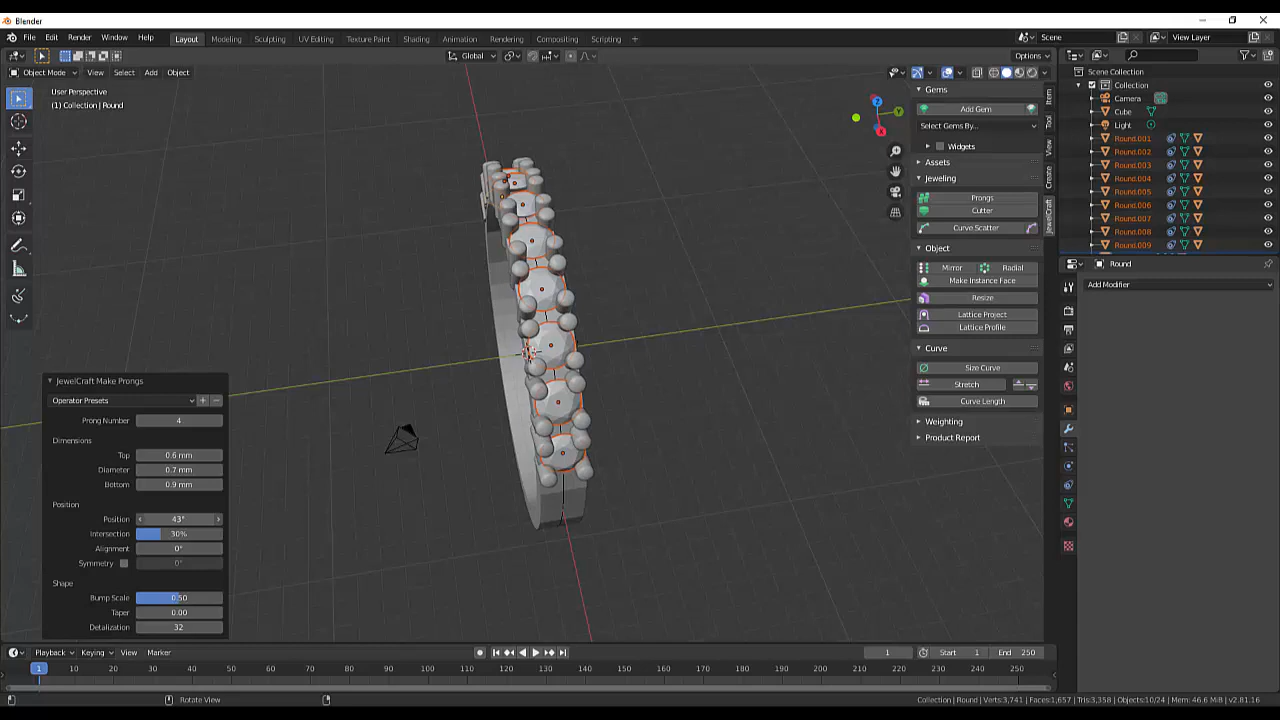 Blender
File Edit Render Window Help
Layout Modeling Sculpting UV Editing Texture Paint Shading Animation Rendering Compositing Scripting +
Scene
View Layer
Global
Options
Object Mode View Select Add Object
User Perspective
(1) Collection | Round
Z
Y
X
Gems
Add Gem
Select Gems By...
Widgets
Assets
Jeweling
Prongs
Cutter
Curve Scatter
Object
Mirror Radial
Make Instance Face
Resize
Lattice Project
Lattice Profile
Curve
Size Curve
Stretch
Curve Length
Weighting
Product Report
Item
Tool
View
Create
JewelCraft
Scene Collection
Collection
Camera
Cube
Light
Round.001
Round.002
Round.003
Round.004
Round.005
Round.006
Round.007
Round.008
Round.009
Round
Add Modifier
JewelCraft Make Prongs
Operator Presets
Prong Number 4
Dimensions
Top 0.6 mm
Diameter 0.7 mm
Bottom 0.9 mm
Position
Position 43°
Intersection 30%
Alignment 0°
Symmetry 0°
Shape
Bump Scale 0.50
Taper 0.00
Detalization 32
Playback Keying View Marker
1 Start 1 End 250
1 10 20 30 40 50 60 70 80 90 100 110 120 130 140 150 160 170 180 190 200 210 220 230 240 250
Rotate View
Collection | Round | Verts:3,741 | Faces:1,657 | Tris:3,358 | Objects:10/24 | Mem: 46.6 MiB | v2.81.16